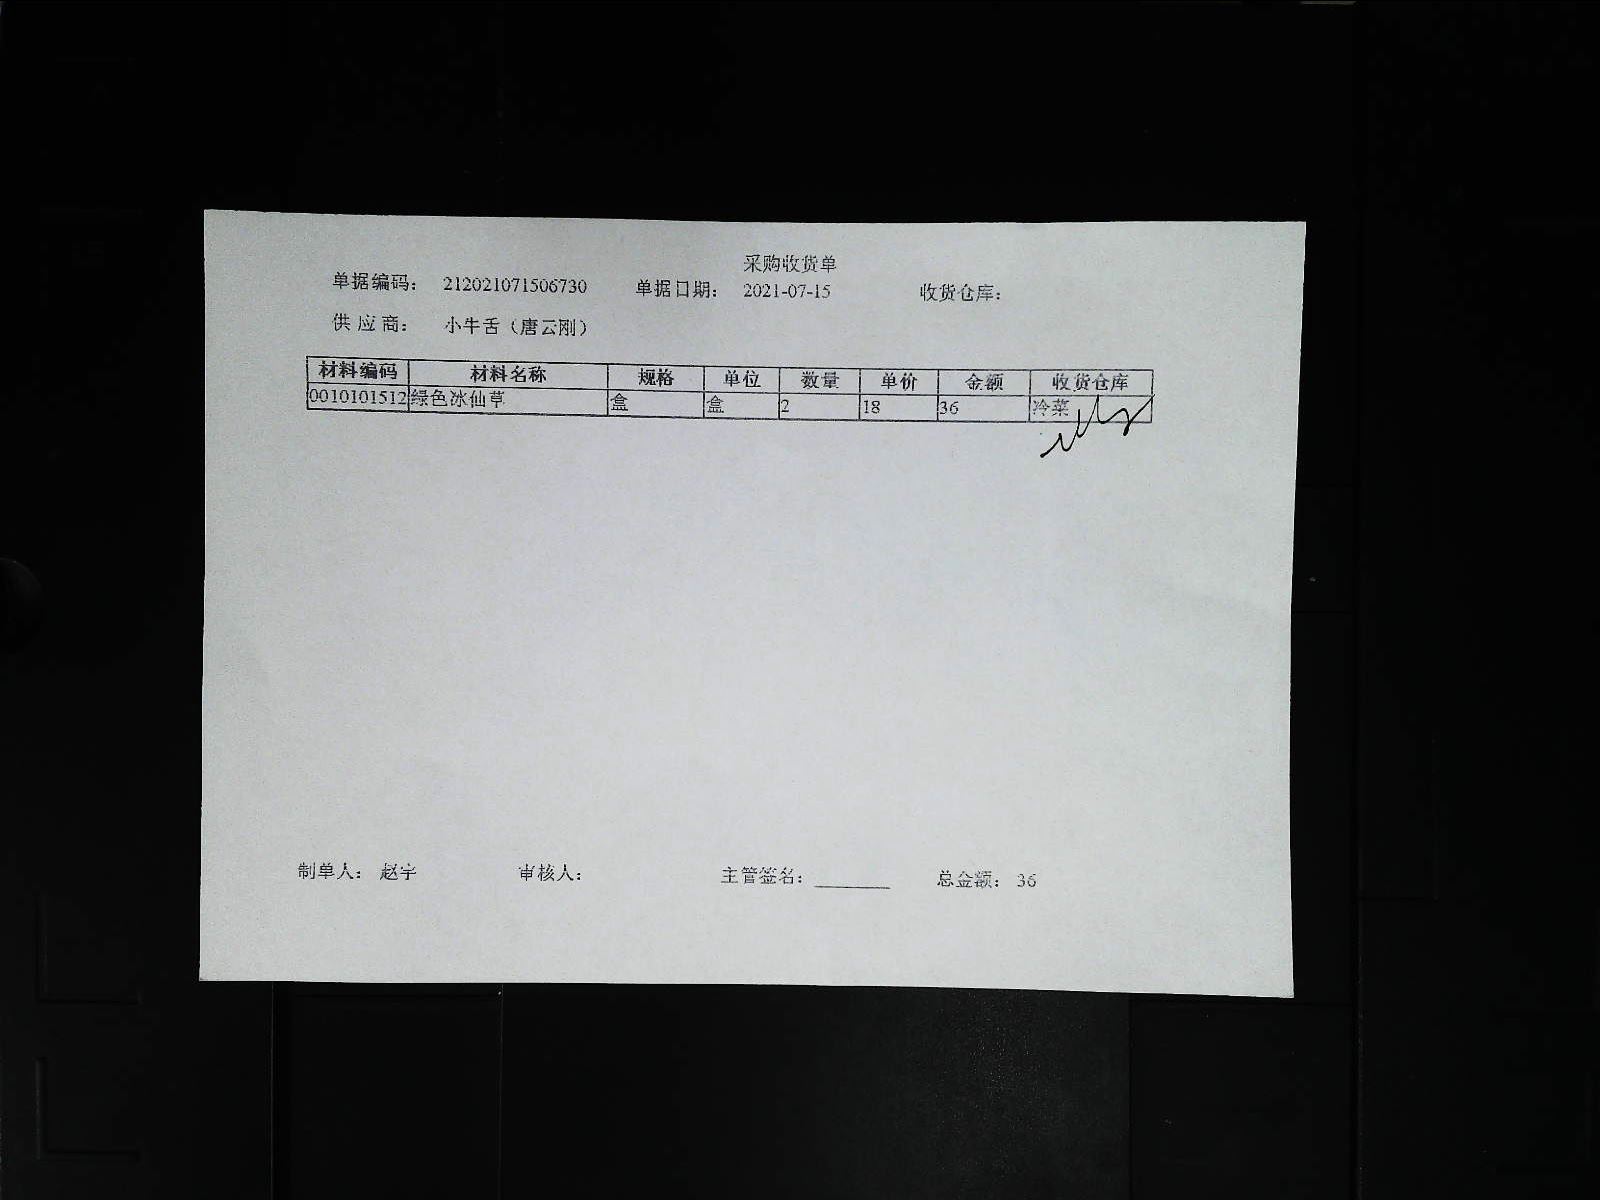 采购收货单
单据编码: 212021071506730 单据日期: 2021-07-15 收货仓库:
供应商: 小牛舌(唐云刚)
材料编码 材料名称 规格 单位 数量 单价 金额 收货仓库
0010101512 绿色冰仙草 盒 盒 2 18 36 冷菜
制单人: 赵宇 审核人: 主管签名: ________ 总金额: 36